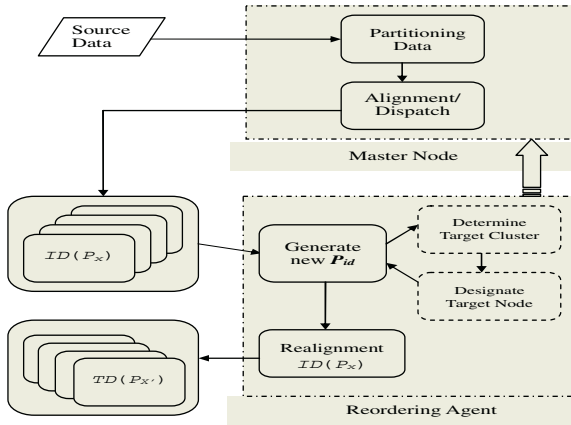 Source
Data
Partitioning
Data
Alignment/
Dispatch
Master Node
ID(Px)
Generate
new Pid
Determine
Target Cluster
Designate
Target Node
Realignment
ID(Px)
TD(Px')
Reordering Agent